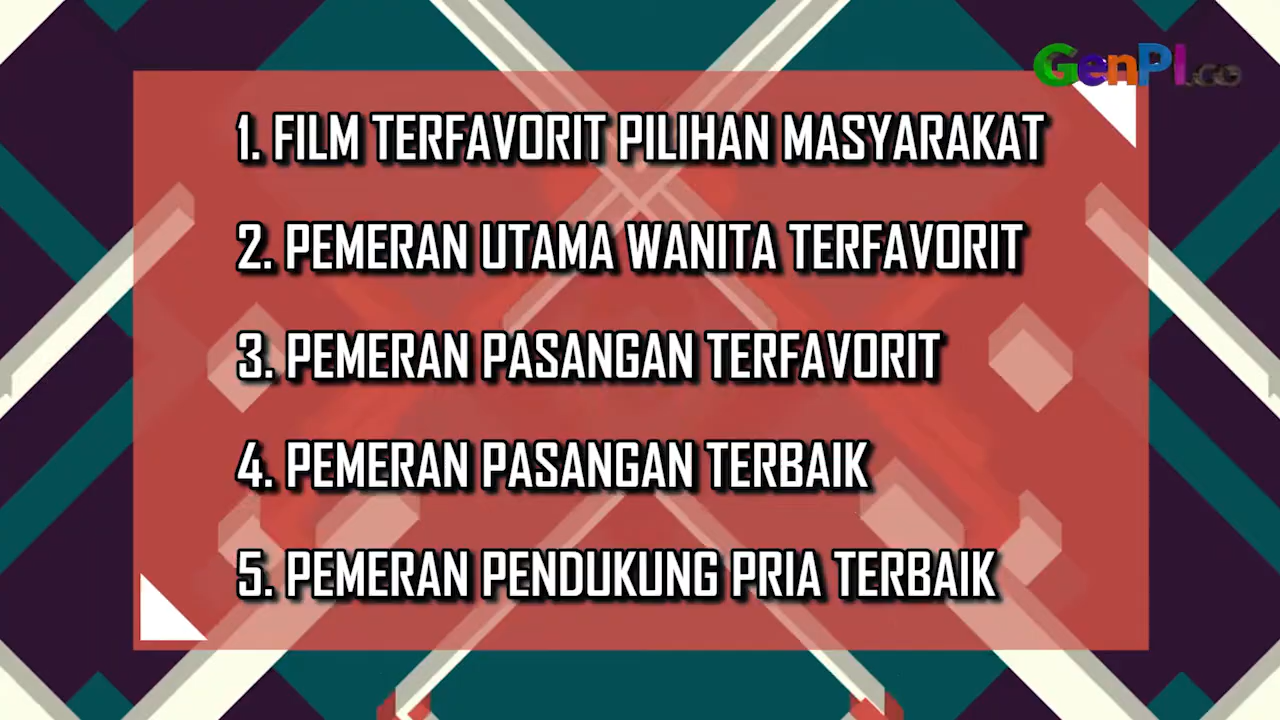 GenPI.co
1. FILM TERFAVORIT PILIHAN MASYARAKAT
2. PEMERAN UTAMA WANITA TERFAVORIT
3. PEMERAN PASANGAN TERFAVORIT
4. PEMERAN PASANGAN TERBAIK
5. PEMERAN PENDUKUNG PRIA TERBAIK